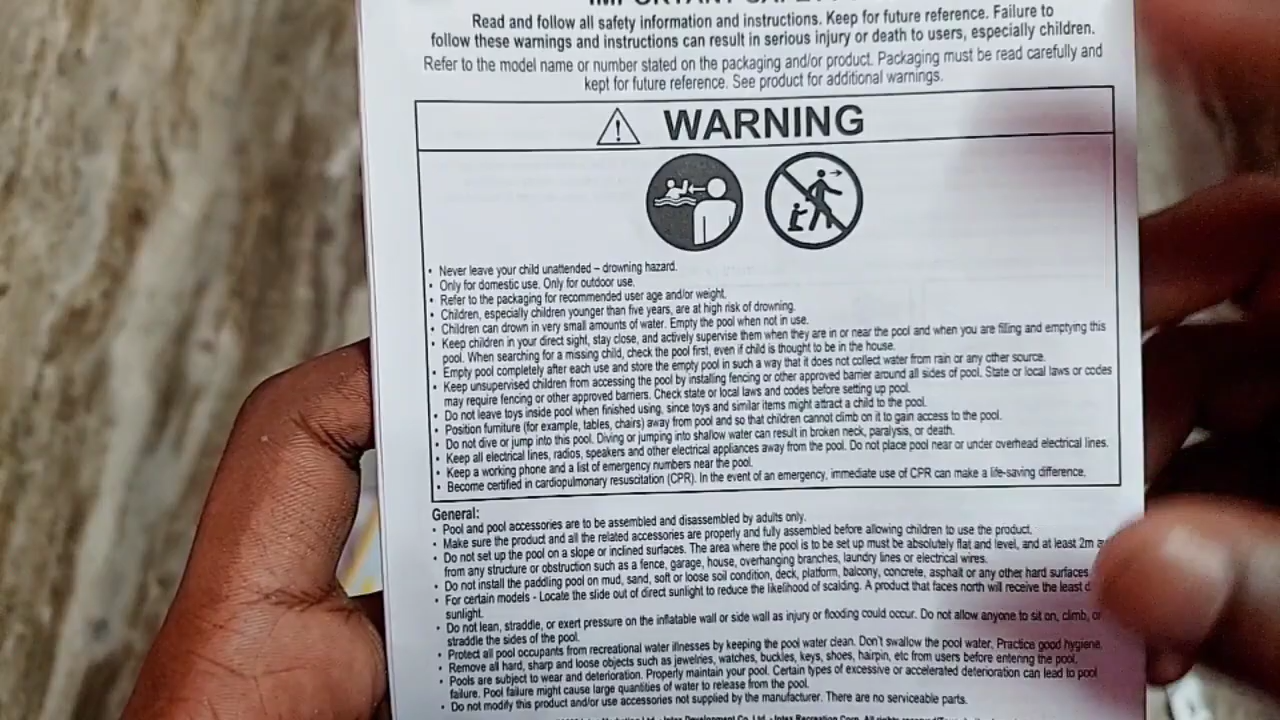 Read and follow all safety information and instructions. Keep for future reference. Failure to
follow these warnings and instructions can result in serious injury or death to users, especially children.
Refer to the model name or number stated on the packaging and/or product. Packaging must be read carefully and
kept for future reference. See product for additional warnings.
WARNING
• Never leave your child unattended – drowning hazard.
• Only for domestic use. Only for outdoor use.
• Refer to the packaging for recommended user age and/or weight.
• Children, especially children younger than five years, are at high risk of drowning.
• Children can drown in very small amounts of water. Empty the pool when not in use.
• Keep children in your direct sight, stay close, and actively supervise them when they are in or near the pool and when you are filling and emptying this
pool. When searching for a missing child, check the pool first, even if child is thought to be in the house.
• Empty pool completely after each use and store the empty pool in such a way that it does not collect water from rain or any other source.
• Keep unsupervised children from accessing the pool by installing fencing or other approved barrier around all sides of pool. State or local laws or codes
may require fencing or other approved barriers. Check state or local laws and codes before setting up pool.
• Do not leave toys inside pool when finished using, since toys and similar items might attract a child to the pool.
• Position furniture (for example, tables, chairs) away from pool and so that children cannot climb on it to gain access to the pool.
• Do not dive or jump into this pool. Diving or jumping into shallow water can result in broken neck, paralysis, or death.
• Keep all electrical lines, radios, speakers and other electrical appliances away from the pool. Do not place pool near or under overhead electrical lines.
• Keep a working phone and a list of emergency numbers near the pool.
• Become certified in cardiopulmonary resuscitation (CPR). In the event of an emergency, immediate use of CPR can make a life-saving difference.
General:
• Pool and pool accessories are to be assembled and disassembled by adults only.
• Make sure the product and all the related accessories are properly and fully assembled before allowing children to use the product.
• Do not set up the pool on a slope or inclined surfaces. The area where the pool is to be set up must be absolutely flat and level, and at least 2m
from any structure or obstruction such as a fence, garage, house, overhanging branches, laundry lines or electrical wires.
• Do not install the paddling pool on mud, sand, soft or loose soil condition, deck, platform, balcony, concrete, asphalt or any other hard surfaces
• For certain models - Locate the slide out of direct sunlight to reduce the likelihood of scalding. A product that faces north will receive the least
sunlight.
• Do not lean, straddle, or exert pressure on the inflatable wall or side wall as injury or flooding could occur. Do not allow anyone to sit on, climb, or
straddle the sides of the pool.
• Protect all pool occupants from recreational water illnesses by keeping the pool water clean. Don't swallow the pool water. Practice good hygiene.
• Remove all hard, sharp and loose objects such as jewelries, watches, buckles, keys, shoes, hairpin, etc from users before entering the pool.
• Pools are subject to wear and deterioration. Properly maintain your pool. Certain types of excessive or accelerated deterioration can lead to pool
failure. Pool failure might cause large quantities of water to release from the pool.
• Do not modify this product and/or use accessories not supplied by the manufacturer. There are no serviceable parts.